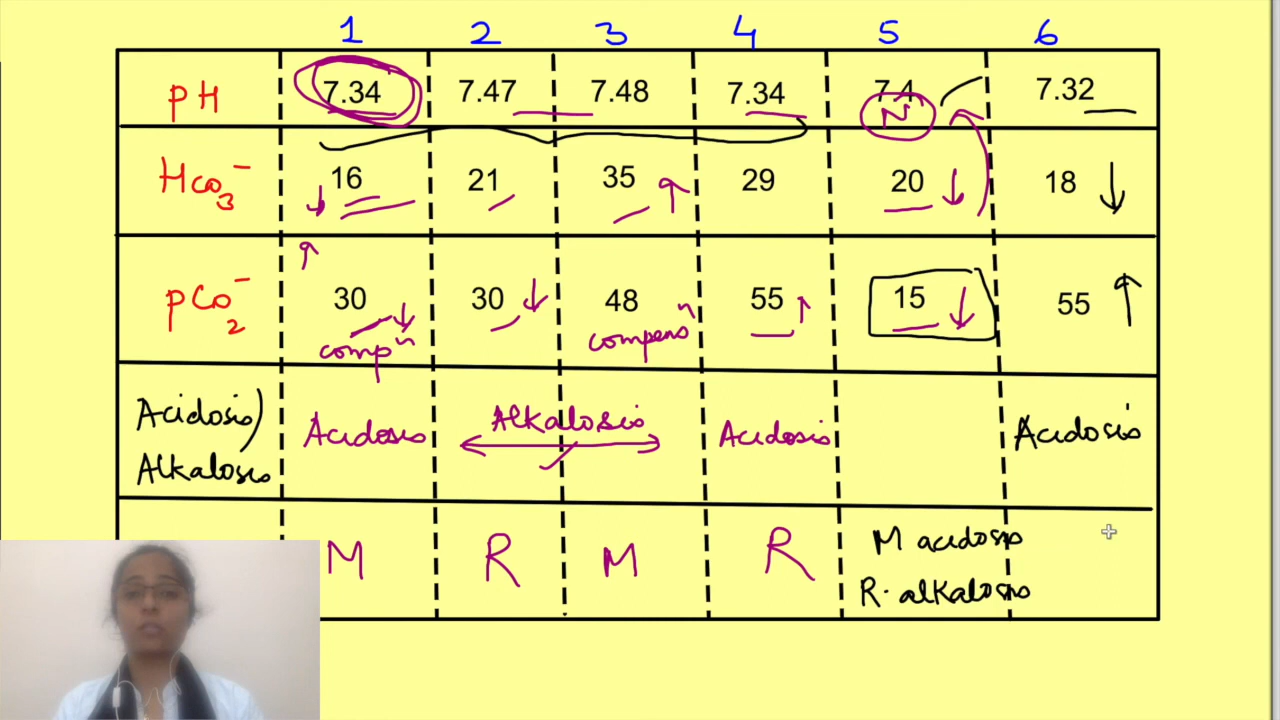 1 2 3 4 5 6
pH 7.34 7.47 7.48 7.34 7.4 7.32
N
Hco3− 16 ↓ 21 35 ↑ 29 20 ↓ 18 ↓
↑
pCo2− 30 ↓ 30 ↓ 48 55 ↑ 15 ↓ 55 ↑
compn compensn
Acidosis/ Acidosis Alkalosis Acidosis Acidosis
Alkalosis
M R M R M acidosis
R. alkalosis